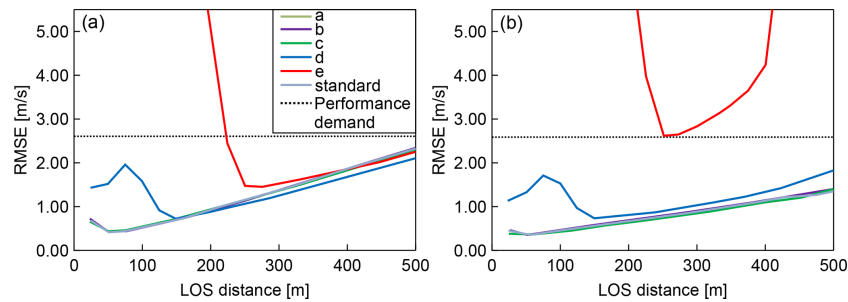 (a)
5.00
4.00
3.00
2.00
1.00
0.00
RMSE [m/s]
0
100
200
300
400
500
LOS distance [m]
a
b
c
d
e
standard
Performance
demand
(b)
5.00
4.00
3.00
2.00
1.00
0.00
RMSE [m/s]
0
100
200
300
400
500
LOS distance [m]